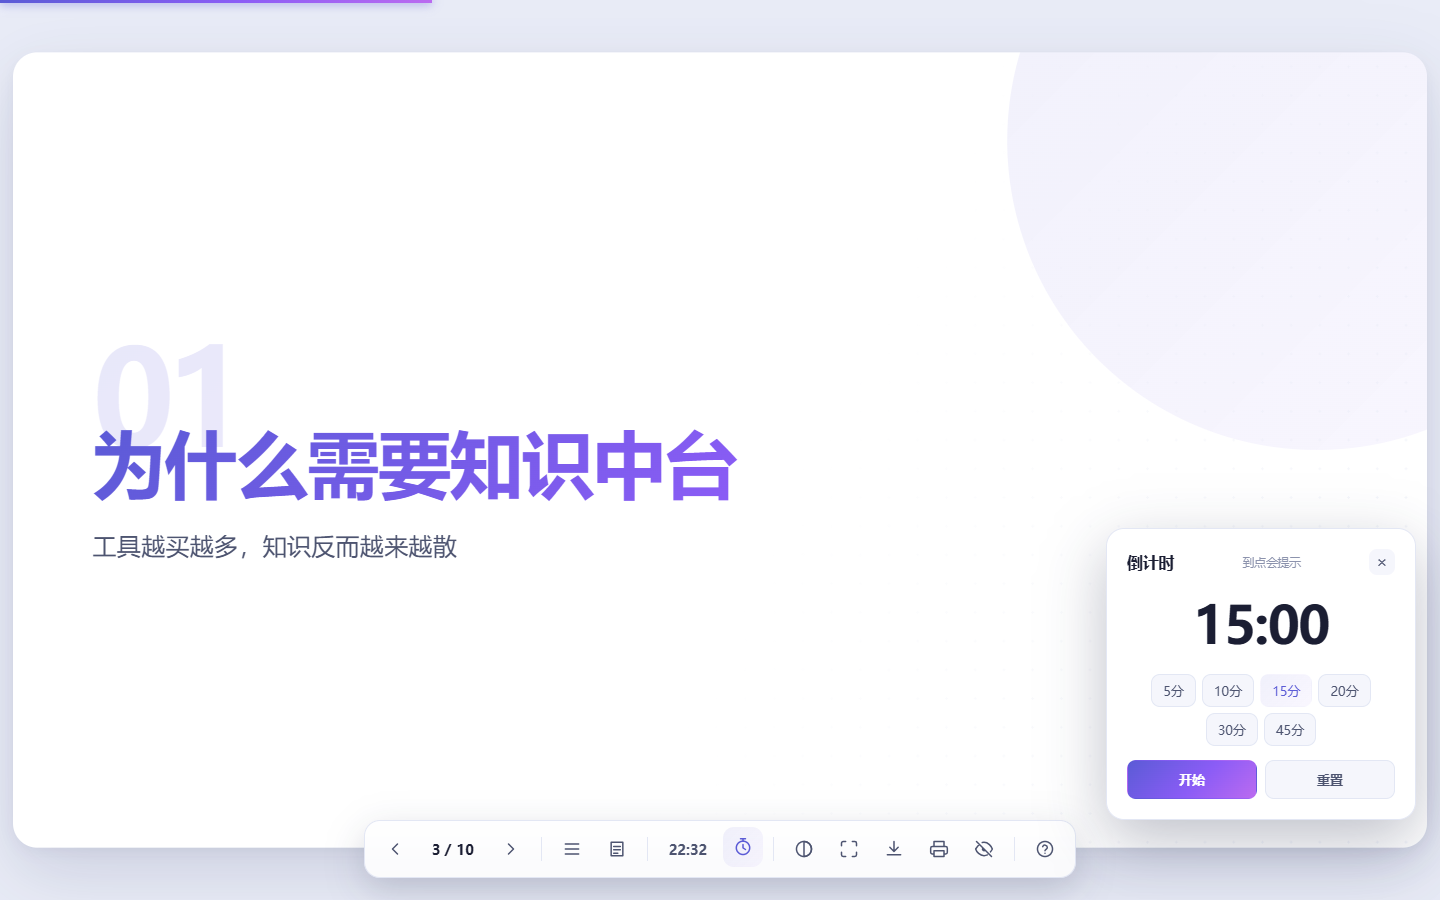 01
为什么需要知识中台
工具越买越多，知识反而越来越散
倒计时 到点会提示
15:00
5分 10分 15分 20分
30分 45分
开始 重置
3 / 10 22:32